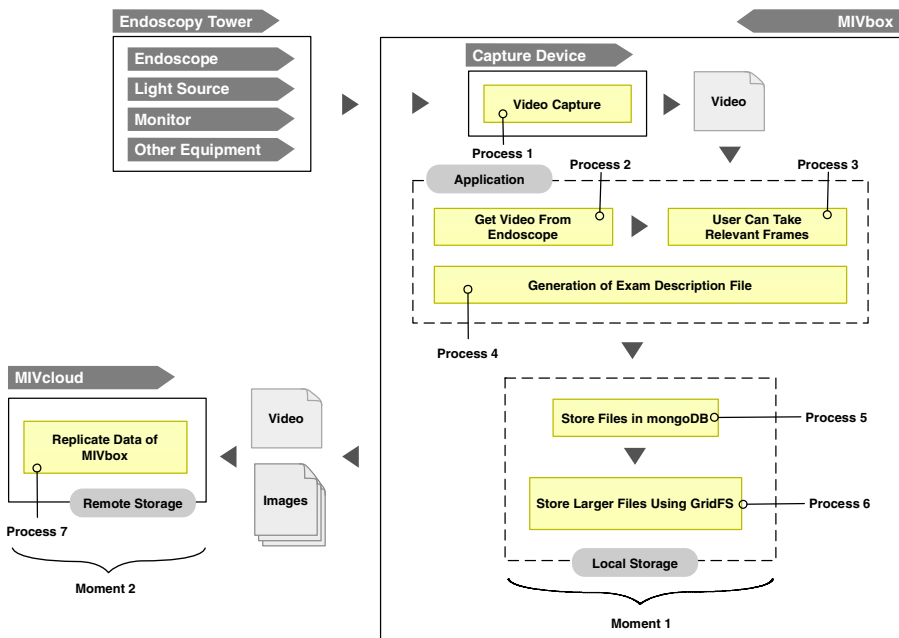 Endoscopy Tower
Endoscope
Light Source
Monitor
Other Equipment
MIVbox
Capture Device
Video Capture
Process 1
Video
Application
Process 2
Process 3
Get Video From
Endoscope
User Can Take
Relevant Frames
Generation of Exam Description File
Process 4
Store Files in mongoDB
Process 5
Store Larger Files Using GridFS
Process 6
Local Storage
Moment 1
Video
Images
MIVcloud
Replicate Data of
MIVbox
Remote Storage
Process 7
Moment 2